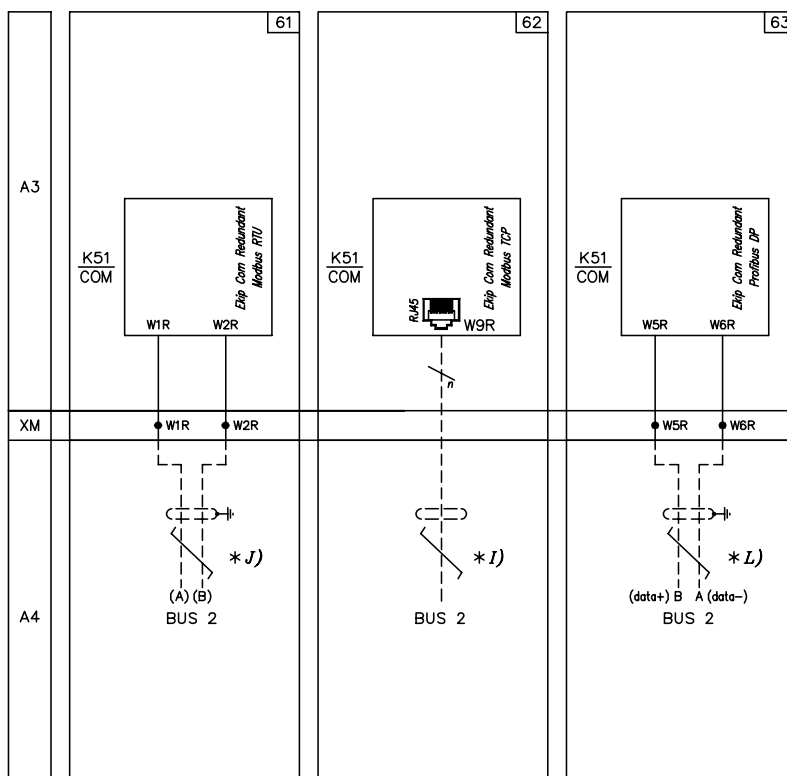 61
62
63
A3
K51
COM
Ekip Com Redundant
Modbus RTU
W1R W2R
K51
COM
Ekip Com Redundant
Modbus TCP
RJ45
W9R
n
K51
COM
Ekip Com Redundant
Profibus DP
W5R W6R
XM
W1R W2R
W5R W6R
A4
* J)
(A) (B)
BUS 2
* I)
BUS 2
* L)
(data+) B A (data-)
BUS 2